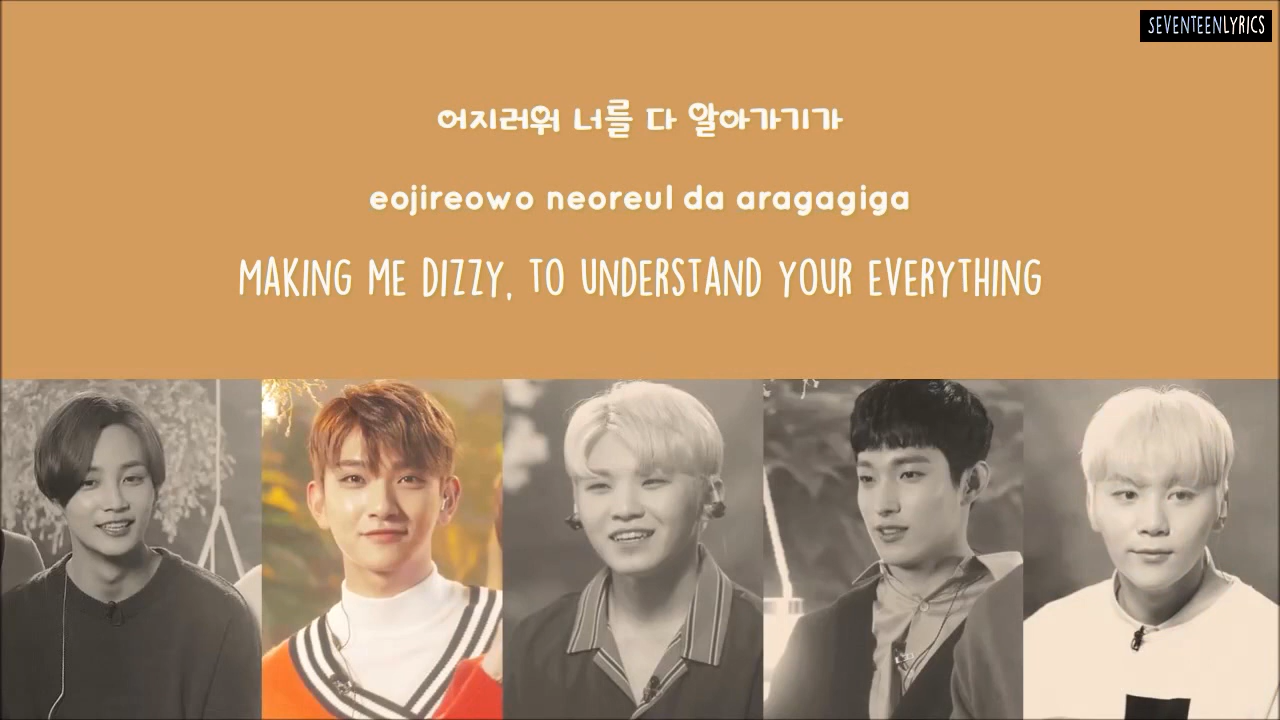 SEVENTEENLYRICS
어지러워 너를 다 알아가기가
eojireowo neoreul da aragagiga
MAKING ME DIZZY, TO UNDERSTAND YOUR EVERYTHING